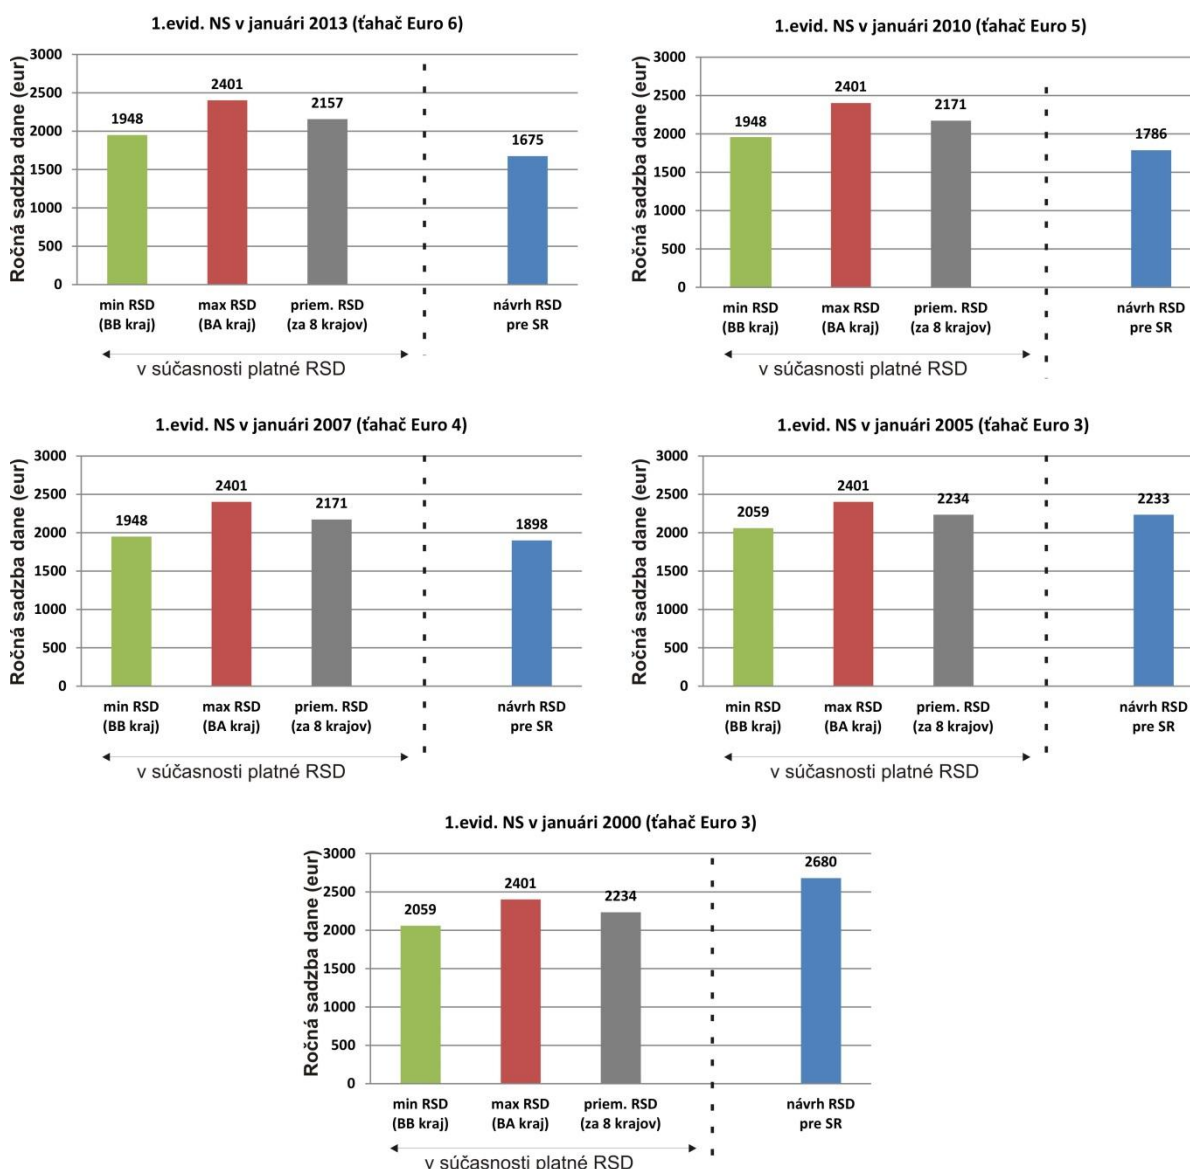 1.evid. NS v januári 2013 (ťahač Euro 6)
Ročná sadzba dane (eur)
3000
2500
2000
1500
1000
500
0
1948
2401
2157
1675
min RSD
(BB kraj)
max RSD
(BA kraj)
priem. RSD
(za 8 krajov)
návrh RSD
pre SR
v súčasnosti platné RSD
1.evid. NS v januári 2010 (ťahač Euro 5)
Ročná sadzba dane (eur)
3000
2500
2000
1500
1000
500
0
1948
2401
2171
1786
min RSD
(BB kraj)
max RSD
(BA kraj)
priem. RSD
(za 8 krajov)
návrh RSD
pre SR
v súčasnosti platné RSD
1.evid. NS v januári 2007 (ťahač Euro 4)
Ročná sadzba dane (eur)
3000
2500
2000
1500
1000
500
0
1948
2401
2171
1898
min RSD
(BB kraj)
max RSD
(BA kraj)
priem. RSD
(za 8 krajov)
návrh RSD
pre SR
v súčasnosti platné RSD
1.evid. NS v januári 2005 (ťahač Euro 3)
Ročná sadzba dane (eur)
3000
2500
2000
1500
1000
500
0
2059
2401
2234
2233
min RSD
(BB kraj)
max RSD
(BA kraj)
priem. RSD
(za 8 krajov)
návrh RSD
pre SR
v súčasnosti platné RSD
1.evid. NS v januári 2000 (ťahač Euro 3)
Ročná sadzba dane (eur)
3000
2500
2000
1500
1000
500
0
2059
2401
2234
2680
min RSD
(BB kraj)
max RSD
(BA kraj)
priem. RSD
(za 8 krajov)
návrh RSD
pre SR
v súčasnosti platné RSD